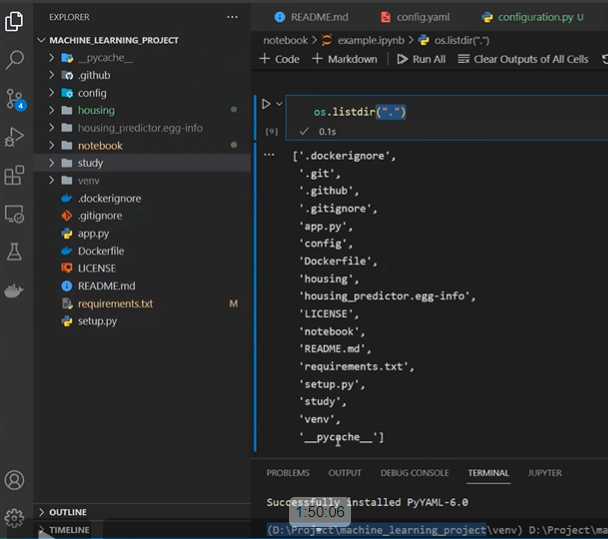 EXPLORER
MACHINE_LEARNING_PROJECT
__pycache__
.github
config
housing
housing_predictor.egg-info
notebook
study
venv
.dockerignore
.gitignore
app.py
Dockerfile
LICENSE
README.md
requirements.txt M
setup.py
OUTLINE
TIMELINE
4
README.md config.yaml configuration.py U
notebook > example.ipynb > os.listdir(".")
+ Code + Markdown Run All Clear Outputs of All Cells
os.listdir(".")
[9] 0.1s
['.dockerignore',
'.git',
'.github',
'.gitignore',
'app.py',
'config',
'Dockerfile',
'housing',
'housing_predictor.egg-info',
'LICENSE',
'notebook',
'README.md',
'requirements.txt',
'setup.py',
'study',
'venv',
'__pycache__']
PROBLEMS OUTPUT DEBUG CONSOLE TERMINAL JUPYTER
Successfully installed PyYAML-6.0
1:50:06
(D:\Project\machine_learning_project\venv) D:\Project\ma